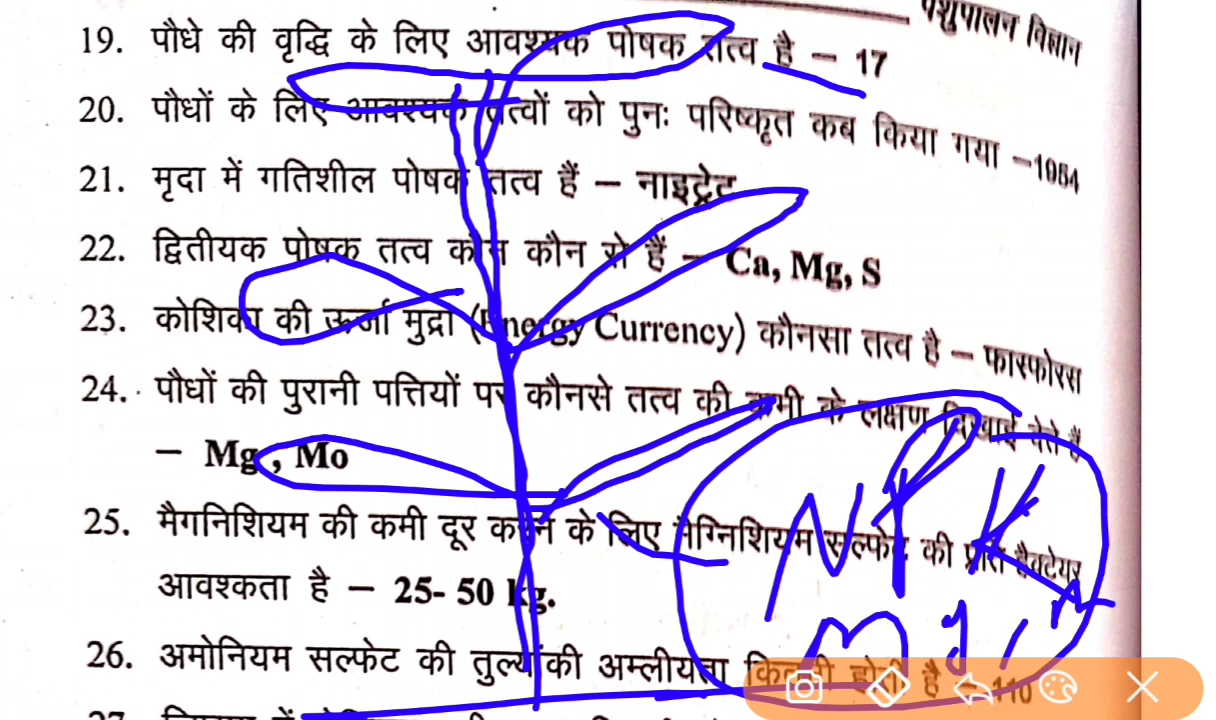 पशुपालन विज्ञान
19. पौधे की वृद्धि के लिए आवश्यक पोषक तत्व है – 17
20. पौधों के लिए आवश्यक तत्वों को पुनः परिष्कृत कब किया गया –1954
21. मृदा में गतिशील पोषक तत्व हैं – नाइट्रेट
22. द्वितीयक पोषक तत्व कौन कौन से हैं – Ca, Mg, S
23. कोशिका की ऊर्जा मुद्रा (Energy Currency) कौनसा तत्व है – फास्फोरस
24. पौधों की पुरानी पत्तियों पर कौनसे तत्व की कमी के लक्षण दिखाई देते है
– Mg, Mo
25. मैगनिशियम की कमी दूर करने के लिए मैग्निशियम सल्फेट की प्रति हैक्टेयर
आवश्कता है – 25- 50 kg.
26. अमोनियम सल्फेट की तुल्यांकी अम्लीयता कितनी होती है – 110
27.
N P K